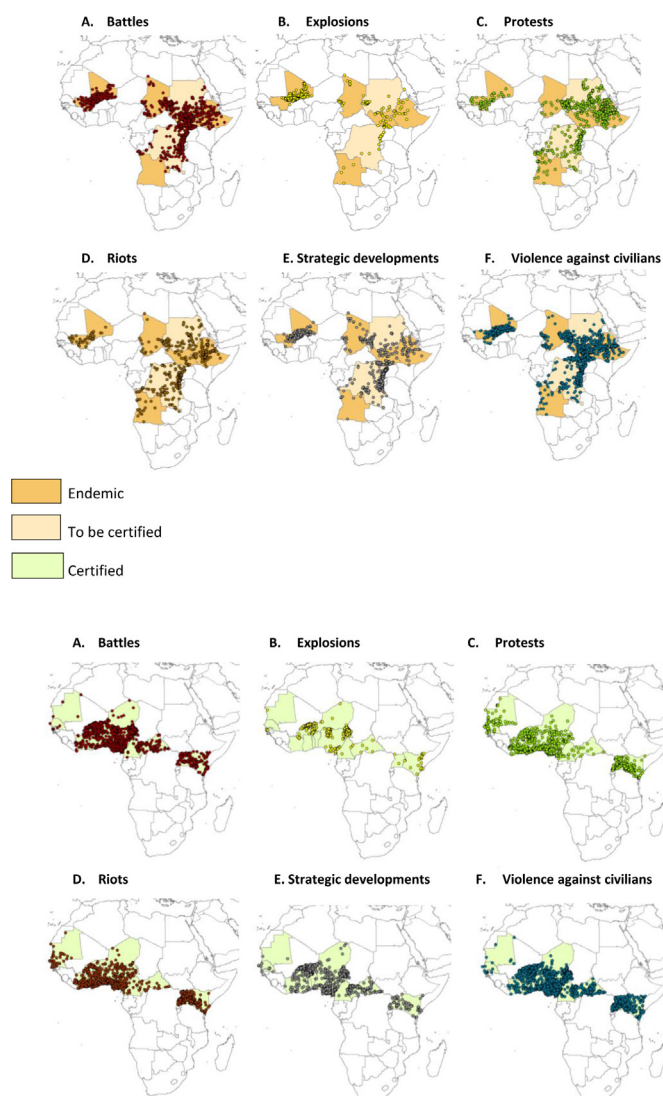 A. Battles
B. Explosions
C. Protests
D. Riots
E. Strategic developments
F. Violence against civilians
Endemic
To be certified
Certified
A. Battles
B. Explosions
C. Protests
D. Riots
E. Strategic developments
F. Violence against civilians